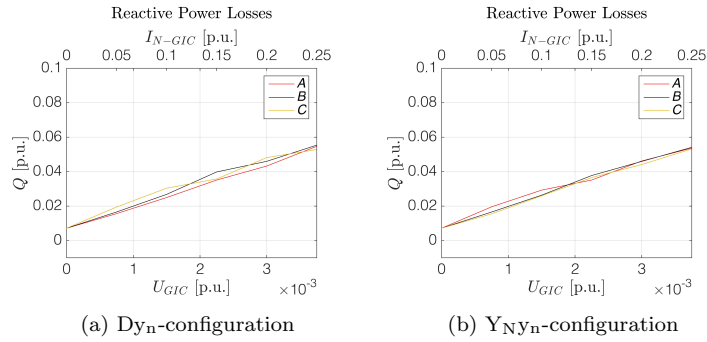 Reactive Power Losses
I_{N-GIC} [p.u.]
0 0.05 0.1 0.15 0.2 0.25
0.1
0.08
0.06
0.04
0.02
0
Q [p.u.]
A
B
C
0 1 2 3
U_{GIC} [p.u.] ×10⁻³
(a) Dyₙ-configuration
Reactive Power Losses
I_{N-GIC} [p.u.]
0 0.05 0.1 0.15 0.2 0.25
0.1
0.08
0.06
0.04
0.02
0
Q [p.u.]
A
B
C
0 1 2 3
U_{GIC} [p.u.] ×10⁻³
(b) Y_Nyₙ-configuration